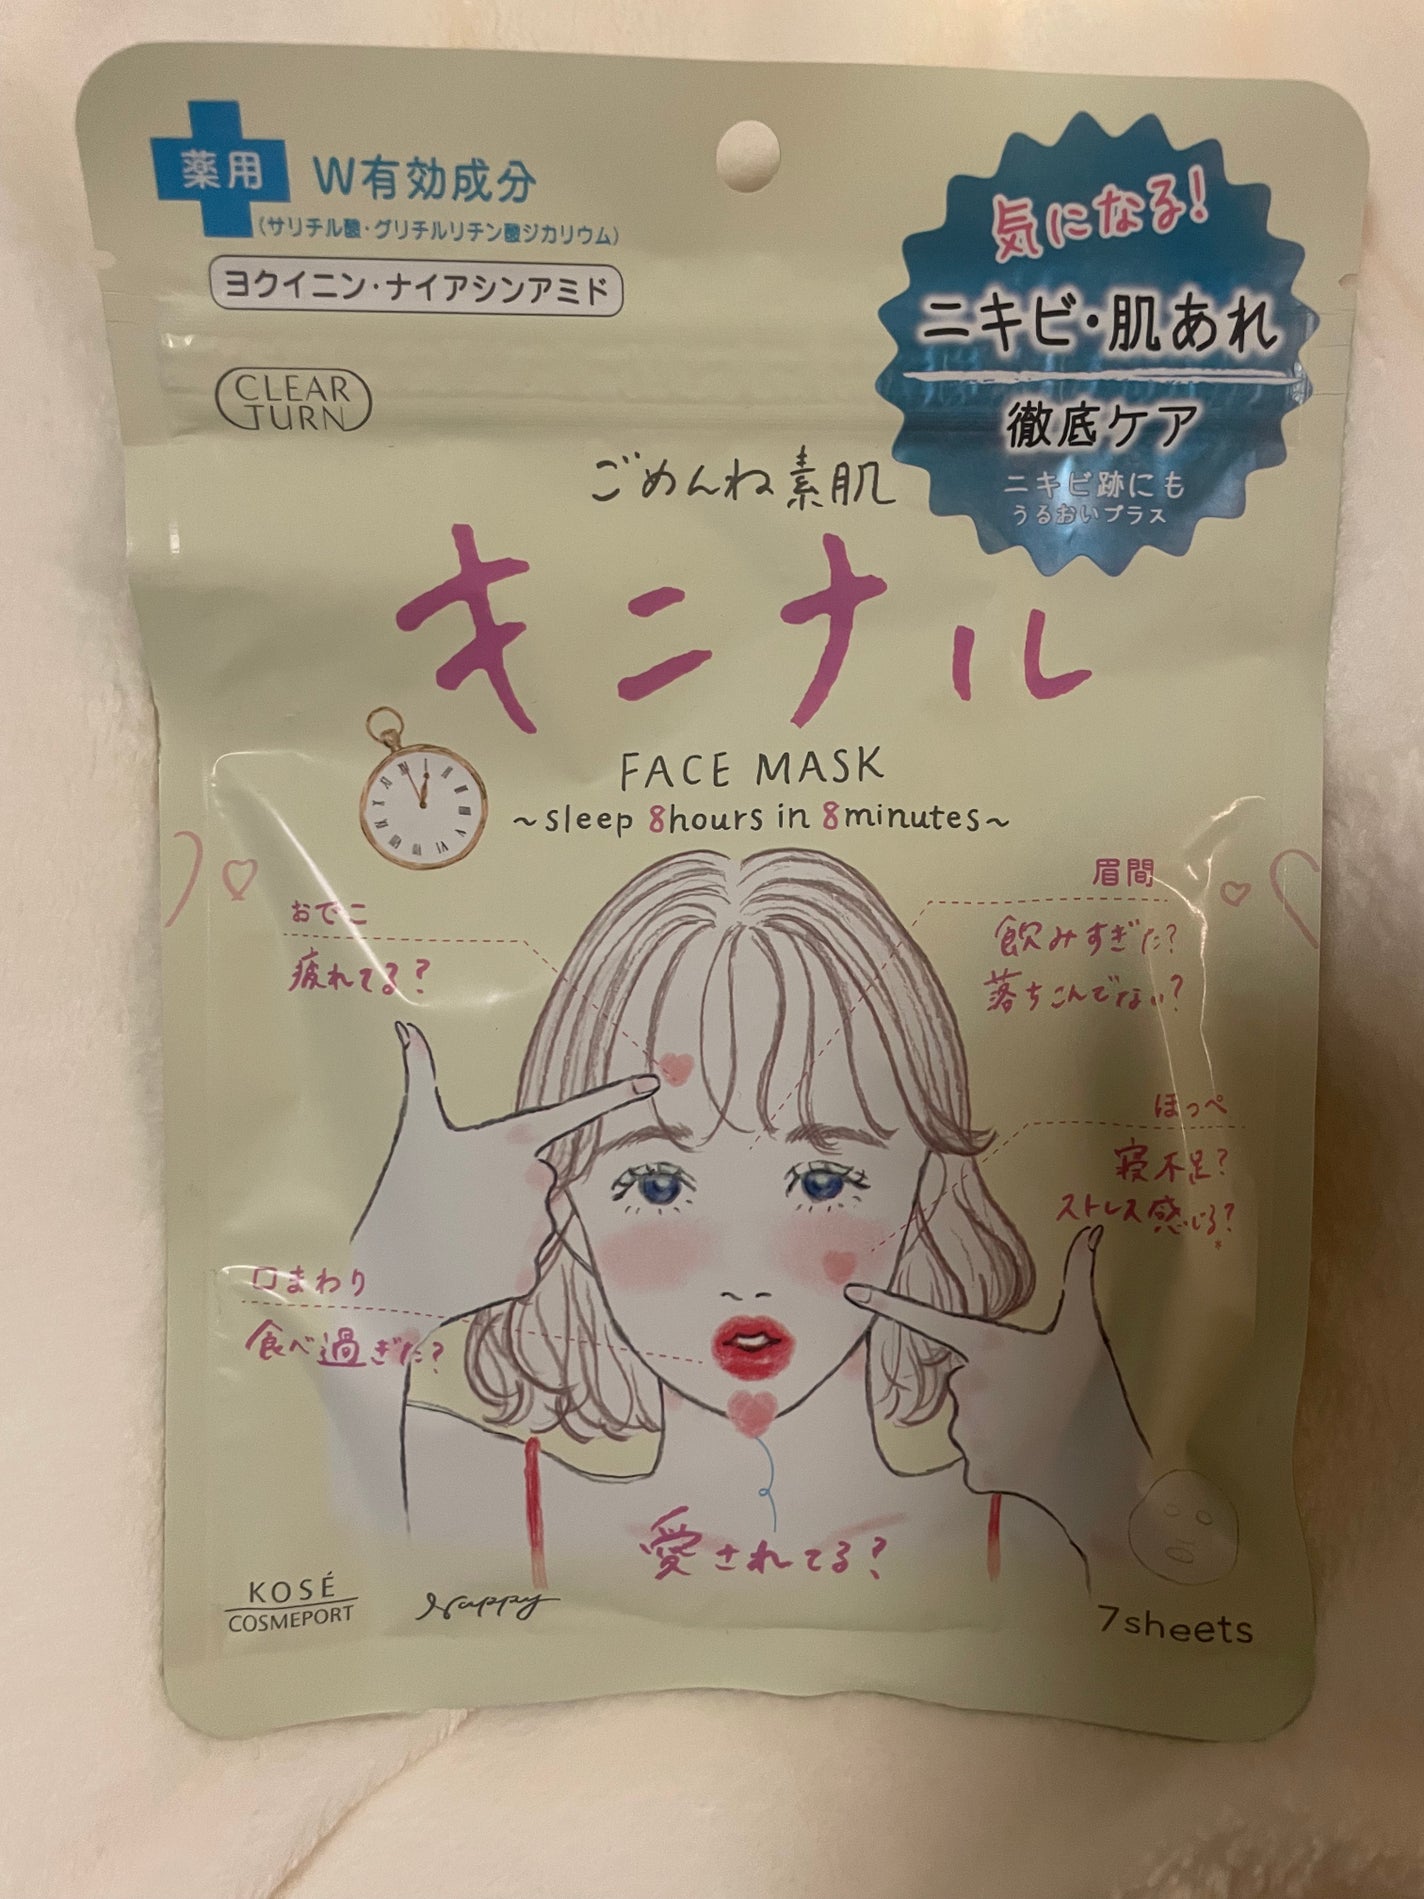 薬用
W有効成分
(サリチル酸・グリチルリチン酸ジカリウム)
ヨクイニン・ナイアシンアミド
気になる!
ニキビ・肌あれ
徹底ケア
ニキビ跡にも
うるおいプラス
CLEAR
TURN
ごめんね素肌
キニナル
FACE MASK
~sleep 8hours in 8minutes~
おでこ
疲れてる?
眉間
飲みすぎた?
落ちこんでない?
ほっぺ
寝不足?
ストレス感じる?*
口まわり
食べ過ぎた?
愛されてる?
KOSÉ
COSMEPORT
Nappy
7sheets